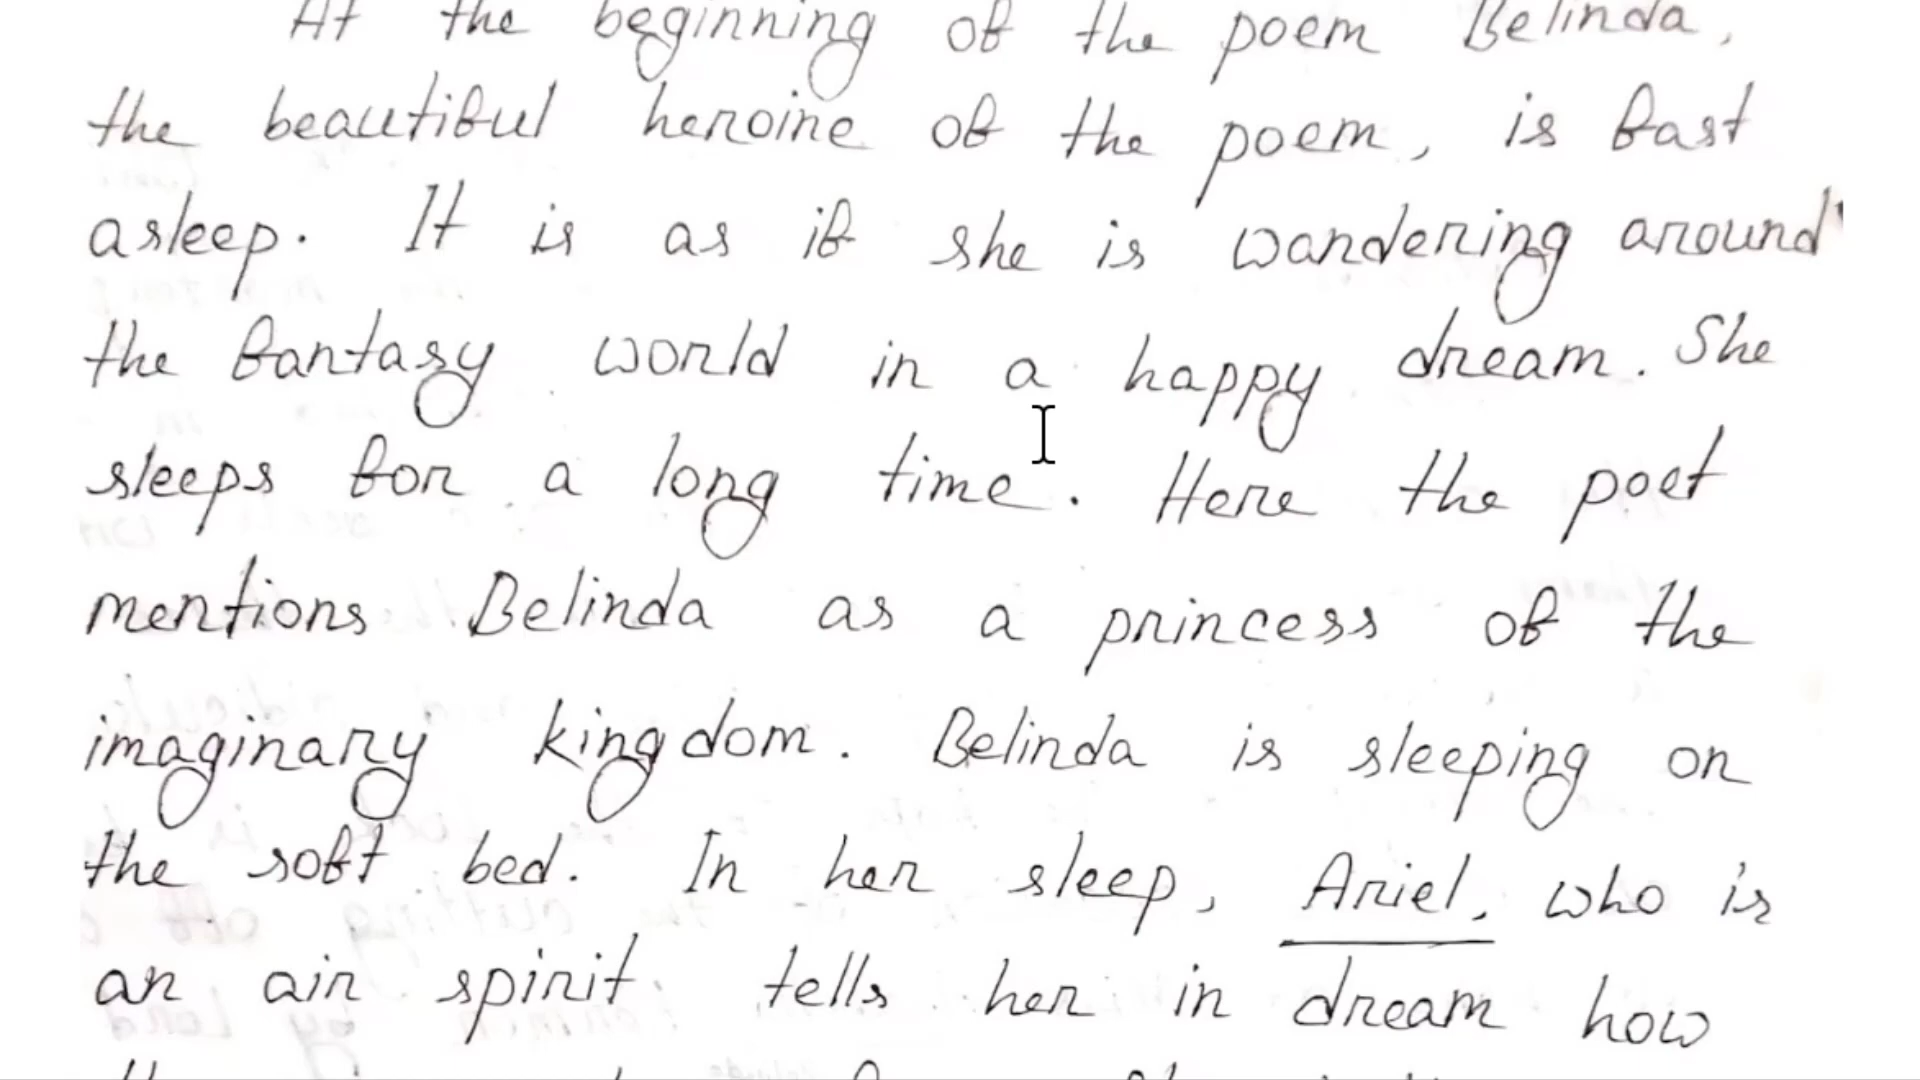 At the beginning of the poem Belinda,
the beautiful heroine of the poem, is fast
asleep. It is as if she is wandering around
the fantasy world in a happy dream. She
sleeps for a long time. Here the poet
mentions Belinda as a princess of the
imaginary kingdom. Belinda is sleeping on
the soft bed. In her sleep, Ariel, who is
an air spirit tells her in dream how